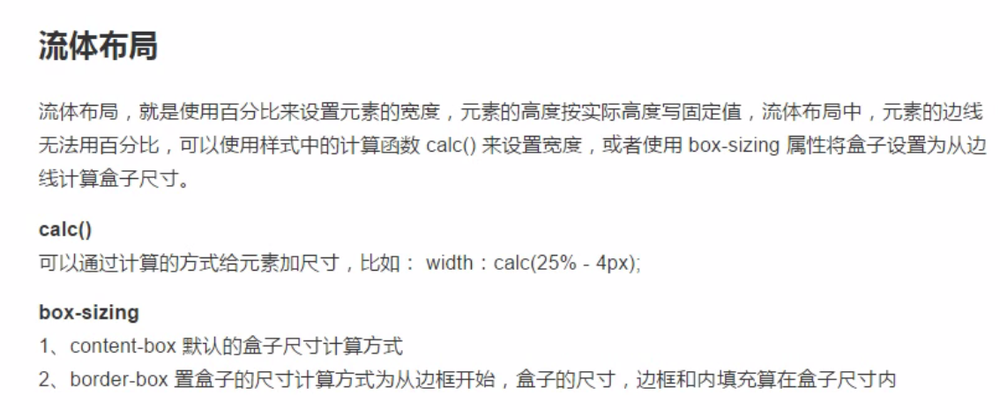 流体布局
流体布局，就是使用百分比来设置元素的宽度，元素的高度按实际高度写固定值，流体布局中，元素的边线
无法用百分比，可以使用样式中的计算函数 calc() 来设置宽度，或者使用 box-sizing 属性将盒子设置为从边
线计算盒子尺寸。
calc()
可以通过计算的方式给元素加尺寸，比如： width：calc(25% - 4px);
box-sizing
1、content-box 默认的盒子尺寸计算方式
2、border-box 置盒子的尺寸计算方式为从边框开始，盒子的尺寸，边框和内填充算在盒子尺寸内